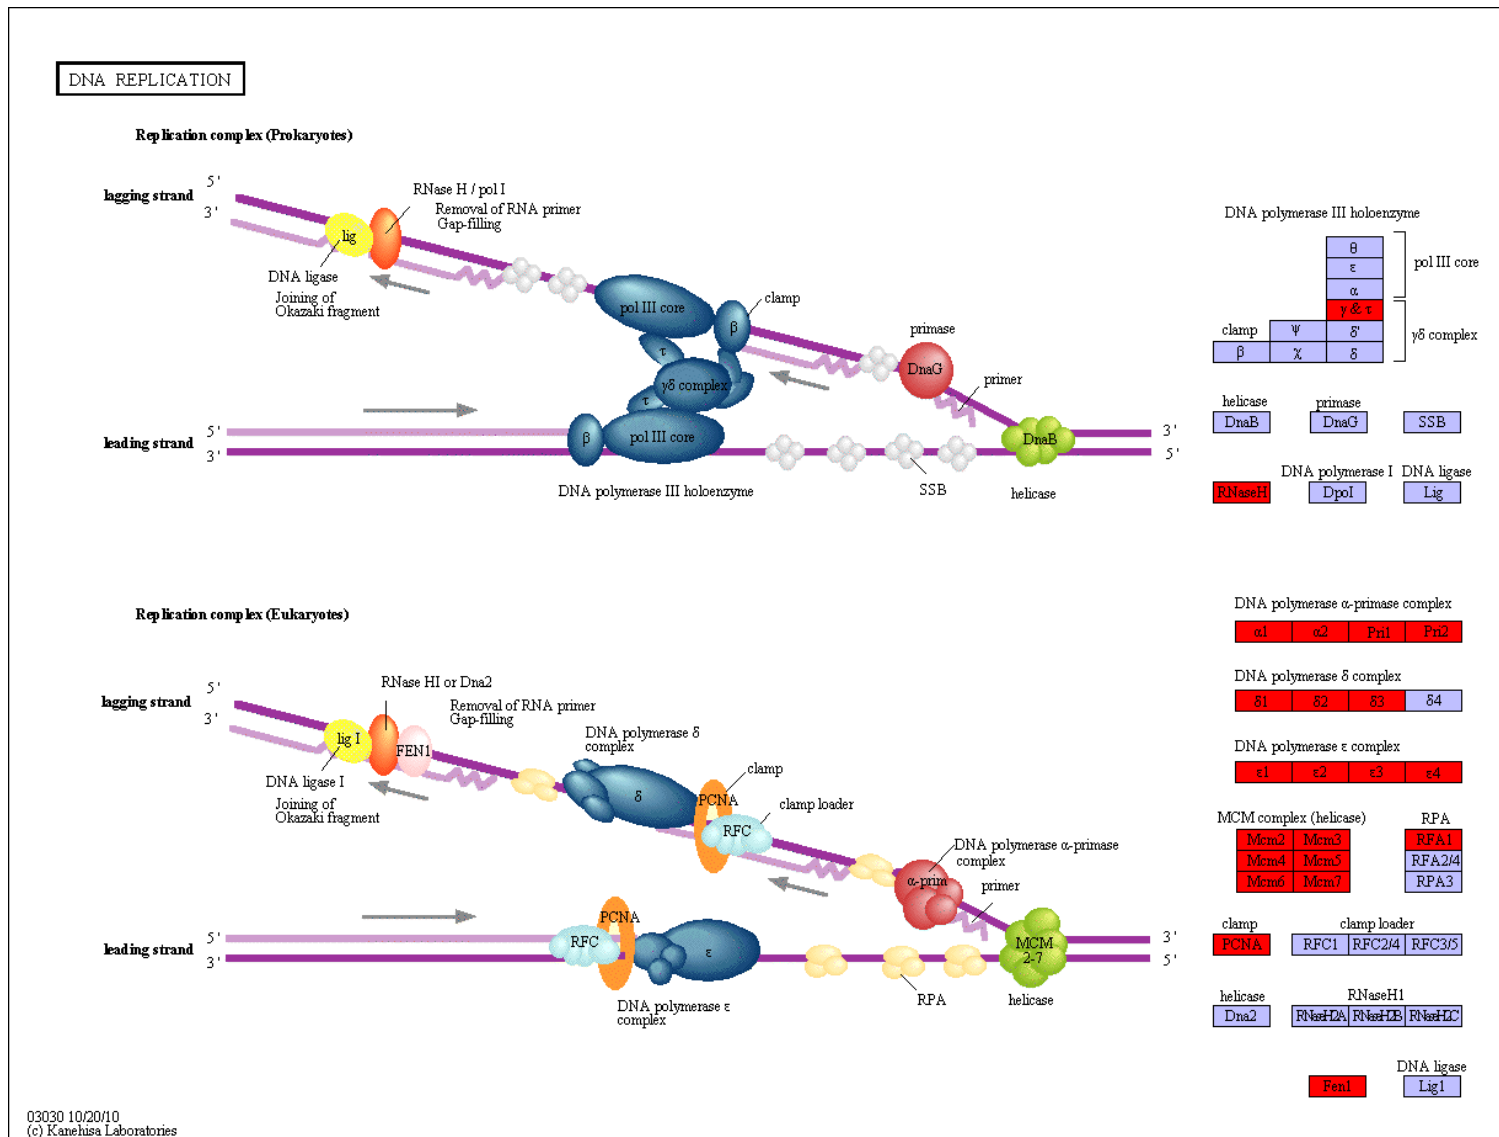 DNA REPLICATION
Replication complex (Prokaryotes)
lagging strand
5'
3'
RNase H / pol I
Removal of RNA primer
Gap-filling
lig
DNA ligase
Joining of
Okazaki fragment
pol III core
clamp
β
τ
γδ complex
τ
primase
DnaG
primer
leading strand
5'
3'
β
pol III core
DnaB
3'
5'
DNA polymerase III holoenzyme
SSB
helicase
DNA polymerase III holoenzyme
θ
ε
α
pol III core
γ & τ
clamp
ψ
δ'
β
χ
δ
γδ complex
helicase
primase
DnaB
DnaG
SSB
DNA polymerase I
DNA ligase
RNaseH
DpoI
Lig
Replication complex (Eukaryotes)
lagging strand
5'
3'
RNase HI or Dna2
Removal of RNA primer
Gap-filling
lig I
FEN1
DNA ligase I
Joining of
Okazaki fragment
DNA polymerase δ
complex
δ
clamp
PCNA
RFC
clamp loader
DNA polymerase α-primase
complex
α-prim
primer
leading strand
5'
3'
PCNA
RFC
ε
MCM
2-7
3'
5'
DNA polymerase ε
complex
RPA
helicase
DNA polymerase α-primase complex
α1 α2 Pri1 Pri2
DNA polymerase δ complex
δ1 δ2 δ3 δ4
DNA polymerase ε complex
ε1 ε2 ε3 ε4
MCM complex (helicase)
RPA
Mcm2 Mcm3 RFA1
Mcm4 Mcm5 RFA2/4
Mcm6 Mcm7 RPA3
clamp
clamp loader
PCNA RFC1 RFC2/4 RFC3/5
helicase
RNaseH1
Dna2 RNaseH2A RNaseH2B RNaseH2C
DNA ligase
Fen1 Lig1
03030 10/20/10
(c) Kanehisa Laboratories